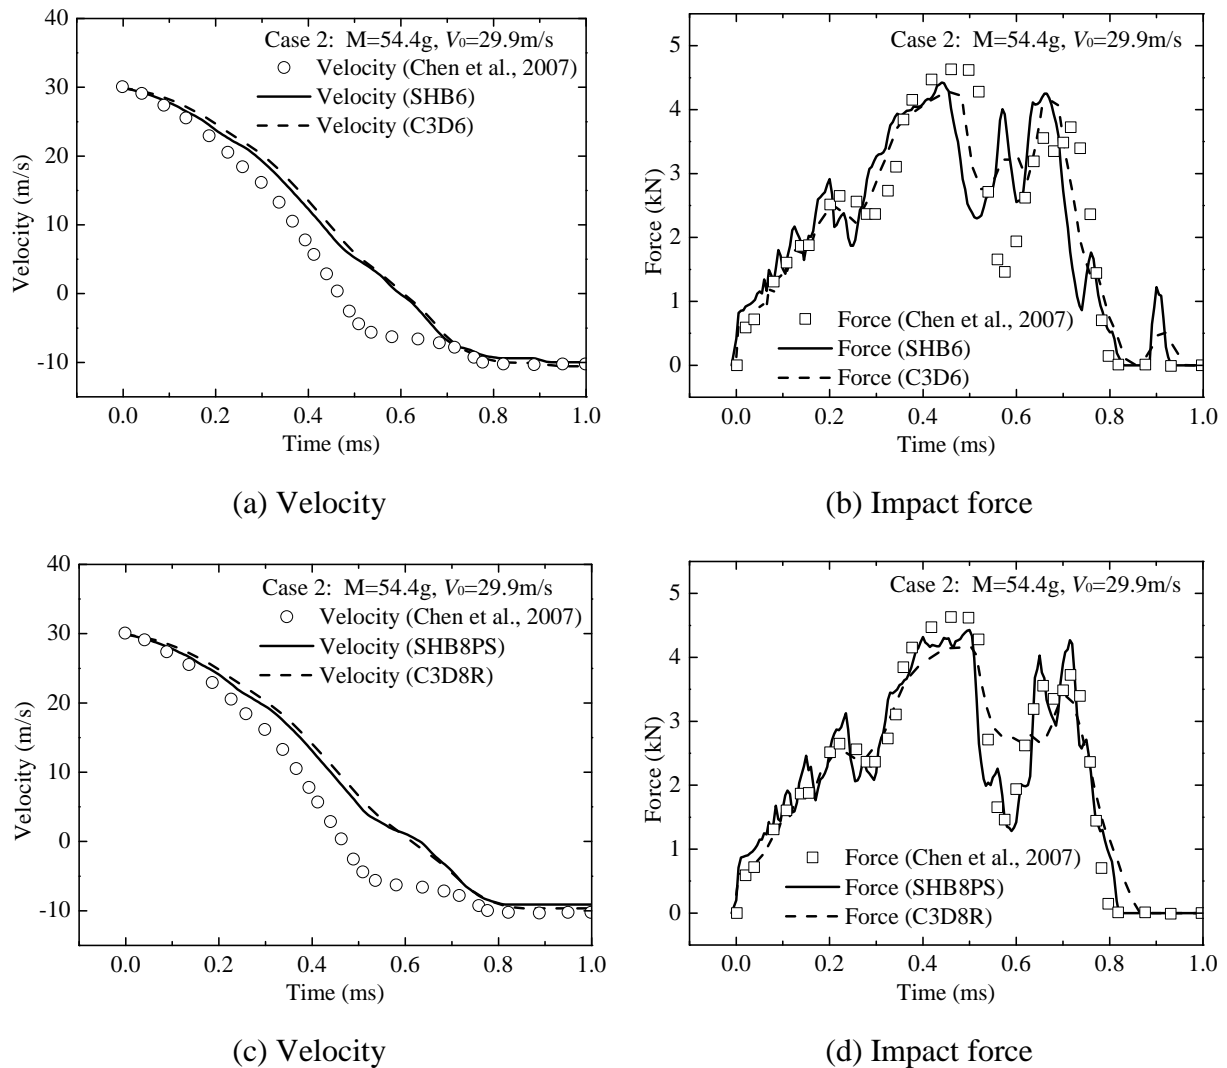 40
30
20
10
0
-10
Velocity (m/s)
Case 2: M=54.4g, V0=29.9m/s
Velocity (Chen et al., 2007)
Velocity (SHB6)
Velocity (C3D6)
0.0 0.2 0.4 0.6 0.8 1.0
Time (ms)
(a) Velocity
5
4
3
2
1
0
Force (kN)
Case 2: M=54.4g, V0=29.9m/s
Force (Chen et al., 2007)
Force (SHB6)
Force (C3D6)
0.0 0.2 0.4 0.6 0.8 1.0
Time (ms)
(b) Impact force
40
30
20
10
0
-10
Velocity (m/s)
Case 2: M=54.4g, V0=29.9m/s
Velocity (Chen et al., 2007)
Velocity (SHB8PS)
Velocity (C3D8R)
0.0 0.2 0.4 0.6 0.8 1.0
Time (ms)
(c) Velocity
5
4
3
2
1
0
Force (kN)
Case 2: M=54.4g, V0=29.9m/s
Force (Chen et al., 2007)
Force (SHB8PS)
Force (C3D8R)
0.0 0.2 0.4 0.6 0.8 1.0
Time (ms)
(d) Impact force